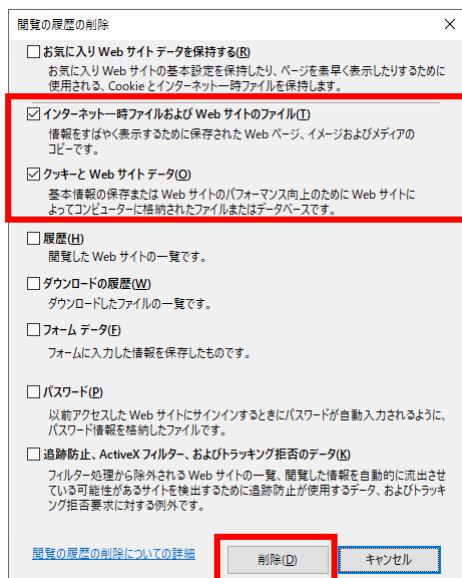 閲覧の履歴の削除
お気に入り Web サイト データを保持する(R)
お気に入り Web サイトの基本設定を保持したり、ページを素早く表示したりするために
使用される、Cookie とインターネット一時ファイルを保持します。
インターネット一時ファイルおよび Web サイトのファイル(T)
情報をすばやく表示するために保存された Web ページ、イメージおよびメディアの
コピーです。
クッキーと Web サイト データ(O)
基本情報の保存または Web サイトのパフォーマンス向上のために Web サイトに
よってコンピューターに格納されたファイルまたはデータベースです。
履歴(H)
閲覧した Web サイトの一覧です。
ダウンロードの履歴(W)
ダウンロードしたファイルの一覧です。
フォーム データ(F)
フォームに入力した情報を保存したものです。
パスワード(P)
以前アクセスした Web サイトにサインインするときにパスワードが自動入力されるように、
パスワード情報を格納したファイルです。
追跡防止、ActiveX フィルター、およびトラッキング拒否のデータ(K)
フィルター処理から除外される Web サイトの一覧、閲覧した情報を自動的に流出させ
ている可能性があるサイトを検出するために追跡防止が使用するデータ、およびトラッキ
ング拒否要求に対する例外です。
閲覧の履歴の削除についての詳細
削除(D)
キャンセル